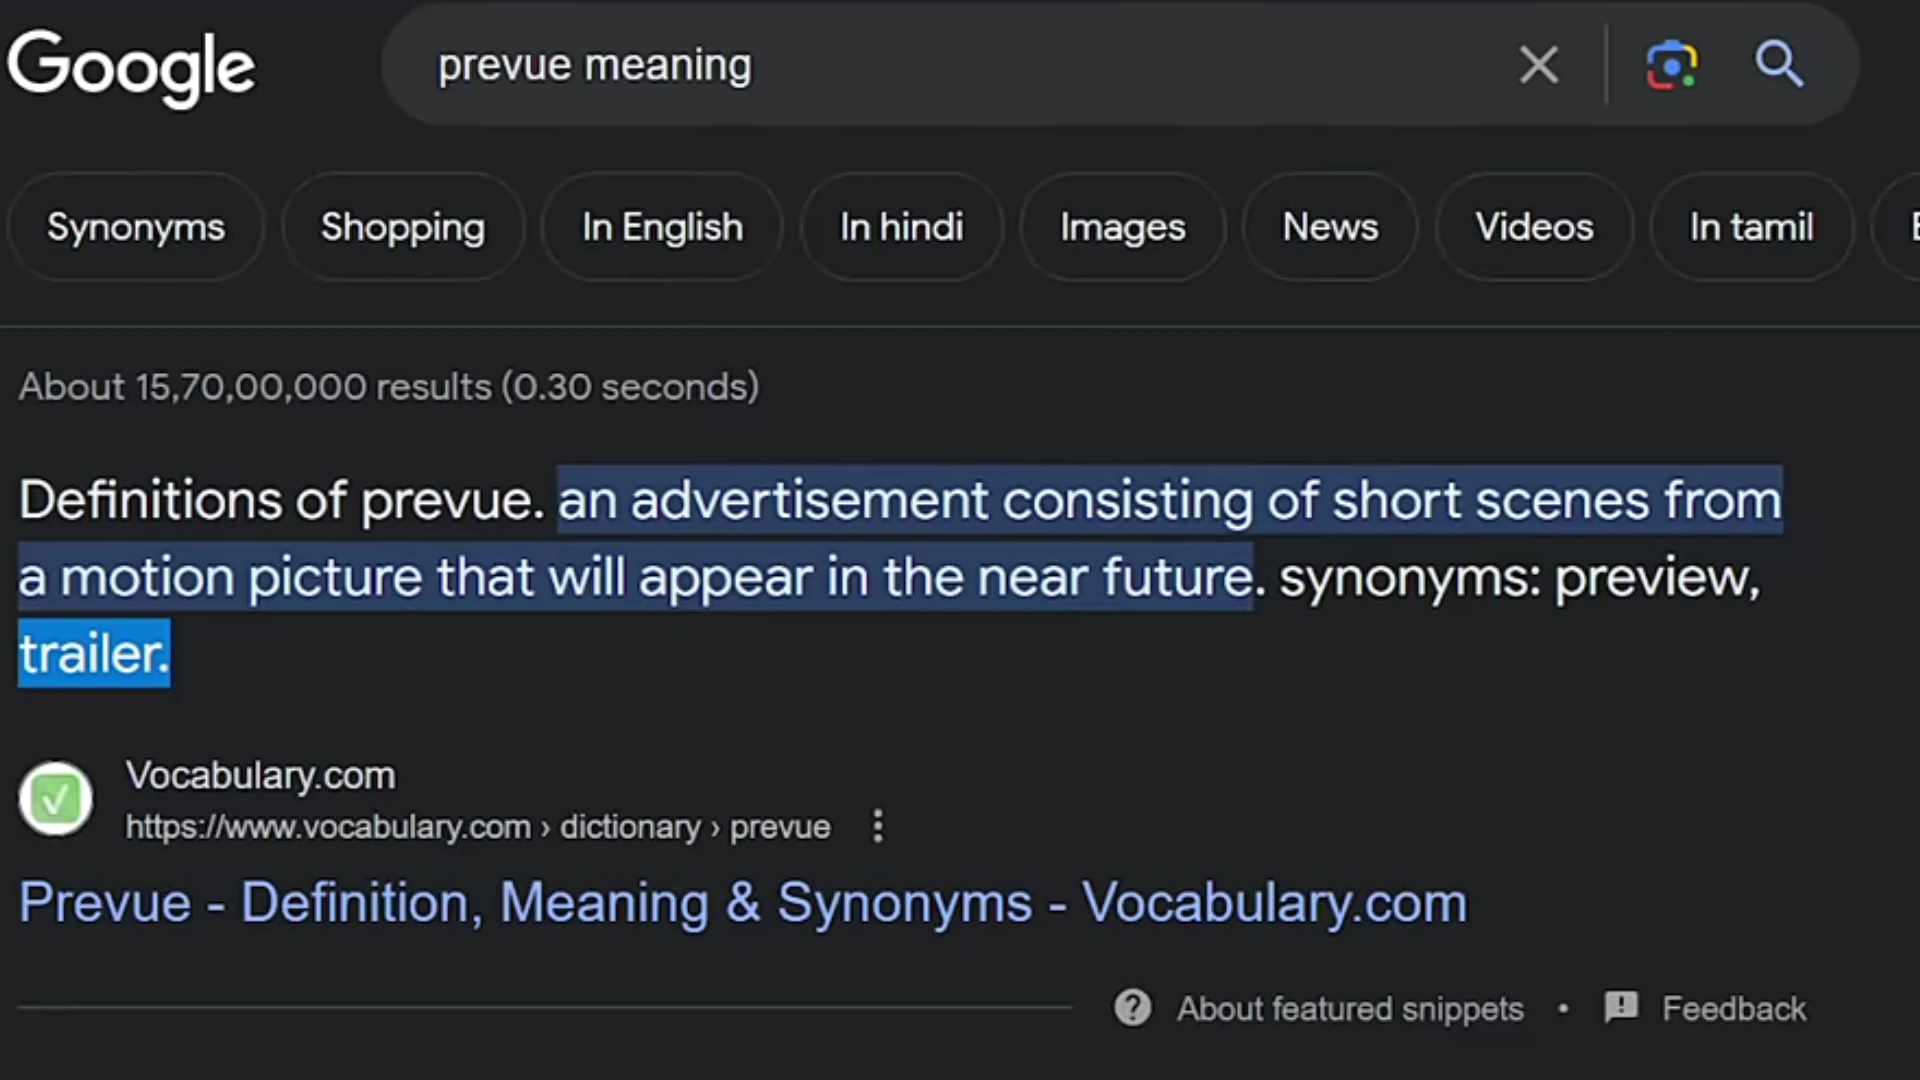 Google
prevue meaning
Synonyms Shopping In English In hindi Images News Videos In tamil
About 15,70,00,000 results (0.30 seconds)
Definitions of prevue. an advertisement consisting of short scenes from
a motion picture that will appear in the near future. synonyms: preview,
trailer.
Vocabulary.com
https://www.vocabulary.com › dictionary › prevue
Prevue - Definition, Meaning & Synonyms - Vocabulary.com
About featured snippets • Feedback